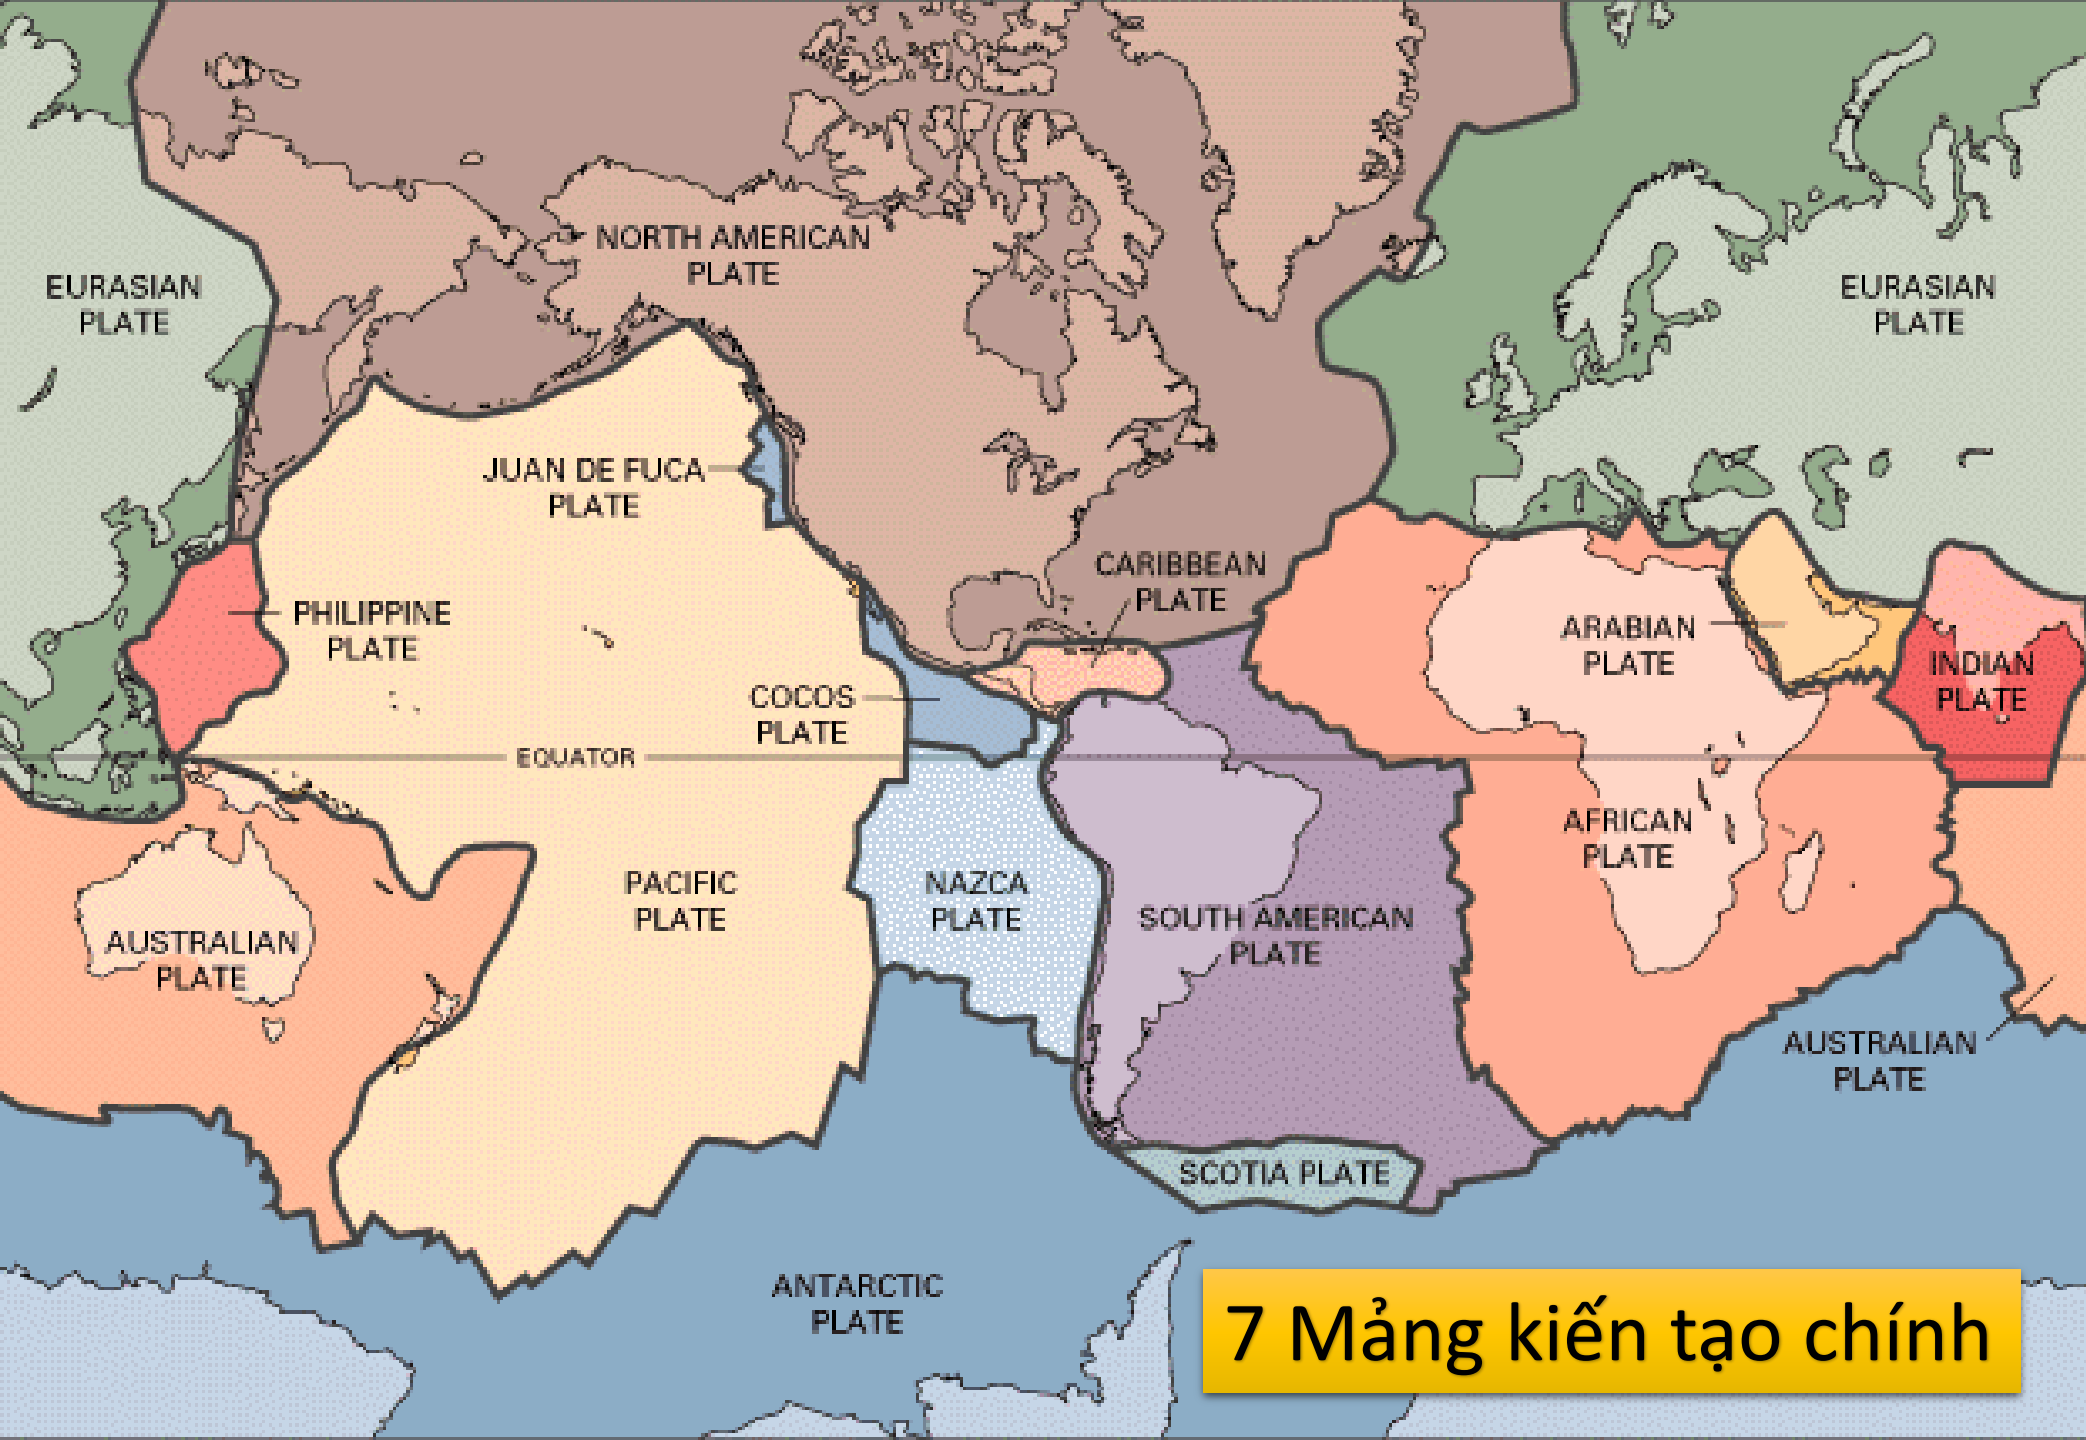 NORTH AMERICAN
PLATE
EURASIAN
PLATE
EURASIAN
PLATE
JUAN DE FUCA
PLATE
CARIBBEAN
PLATE
PHILIPPINE
PLATE
ARABIAN
PLATE
INDIAN
PLATE
COCOS
PLATE
EQUATOR
AFRICAN
PLATE
PACIFIC
PLATE
NAZCA
PLATE
SOUTH AMERICAN
PLATE
AUSTRALIAN
PLATE
AUSTRALIAN
PLATE
SCOTIA PLATE
ANTARCTIC
PLATE
7 Mảng kiến tạo chính